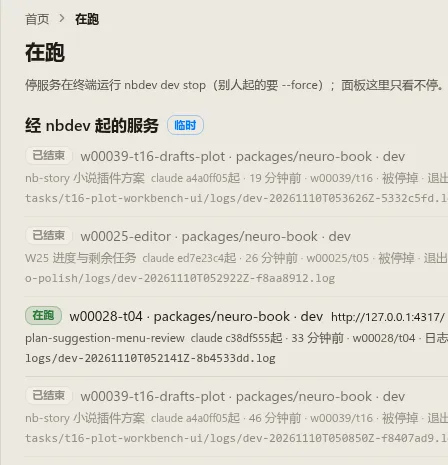 首页 > 在跑
在跑
停服务在终端运行 nbdev dev stop（别人起的要 --force）；面板这里只看不停。
经 nbdev 起的服务 临时
已结束 w00039-t16-drafts-plot · packages/neuro-book · dev
nb-story 小说插件方案 claude a4a0ff05起 · 19 分钟前 · w00039/t16 · 被停掉 · 退出
tasks/t16-plot-workbench-ui/logs/dev-20261110T053626Z-5332c5fd.l
已结束 w00025-editor · packages/neuro-book · dev
W25 进度与剩余任务 claude ed7e23c4起 · 26 分钟前 · w00025/t05 · 被停掉 · 退出
o-polish/logs/dev-20261110T052922Z-f8aa8912.log
在跑 w00028-t04 · packages/neuro-book · dev http://127.0.0.1:4317/
plan-suggestion-menu-review claude c38df555起 · 33 分钟前 · w00028/t04 · 日志
logs/dev-20261110T052141Z-8b4533dd.log
已结束 w00039-t16-drafts-plot · packages/neuro-book · dev
nb-story 小说插件方案 claude a4a0ff05起 · 46 分钟前 · w00039/t16 · 被停掉 · 退出
tasks/t16-plot-workbench-ui/logs/dev-20261110T050850Z-f8407ad9.l